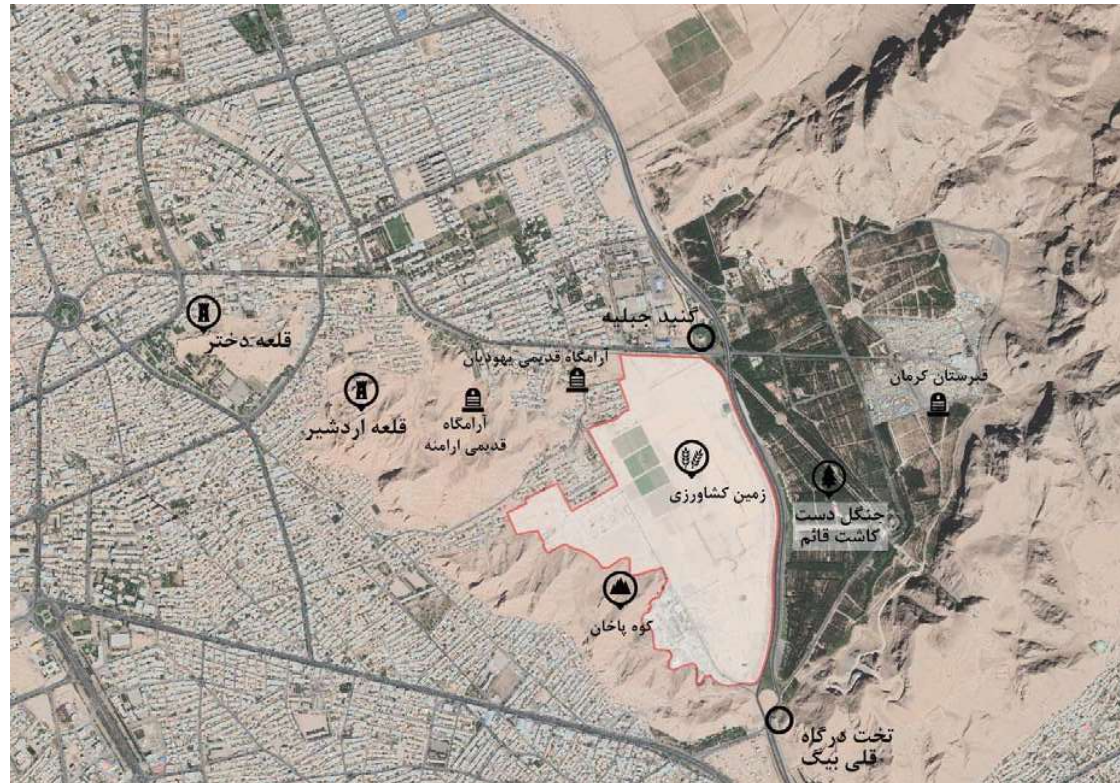 گنبد جبلیه
قلعه دختر
آرامگاه قدیمی یهودیان
قبرستان کرمان
قلعه اردشیر
آرامگاه
قدیمی ارامنه
زمین کشاورزی
جنگل دست
کاشت قائم
کوه پاخان
تخت درگاه
قلی بیگ